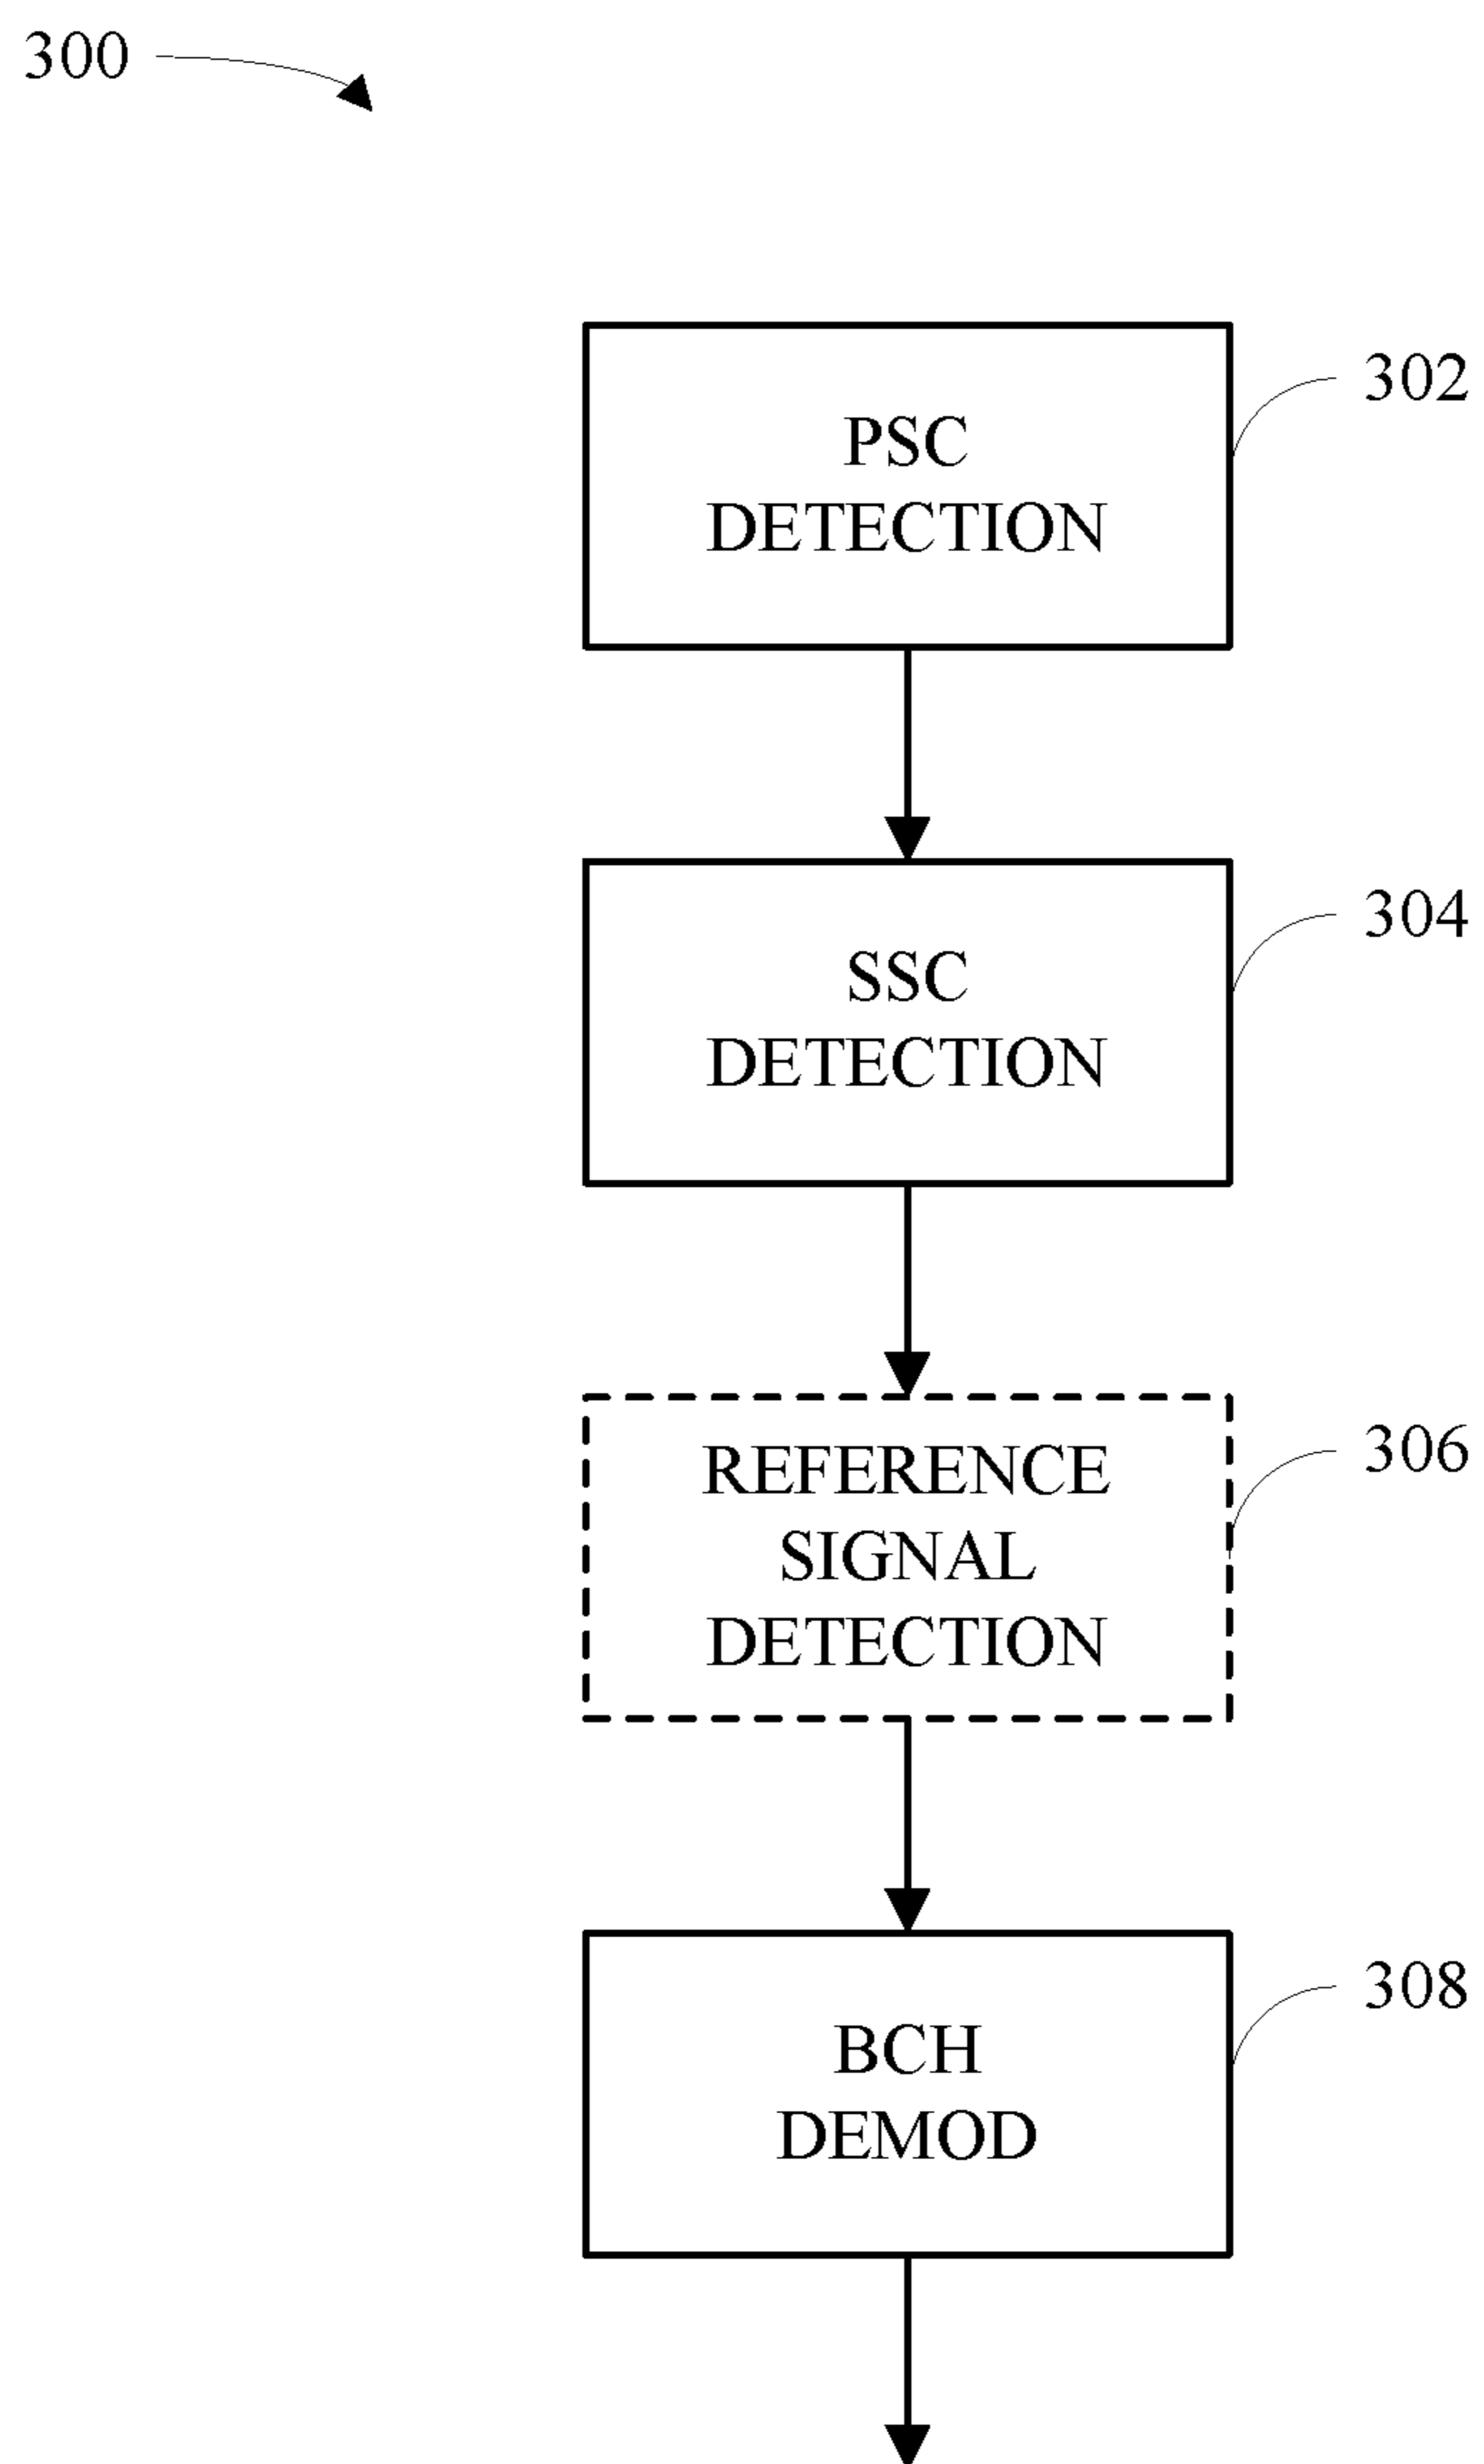 300
302
PSC
DETECTION
304
SSC
DETECTION
306
REFERENCE
SIGNAL
DETECTION
308
BCH
DEMOD